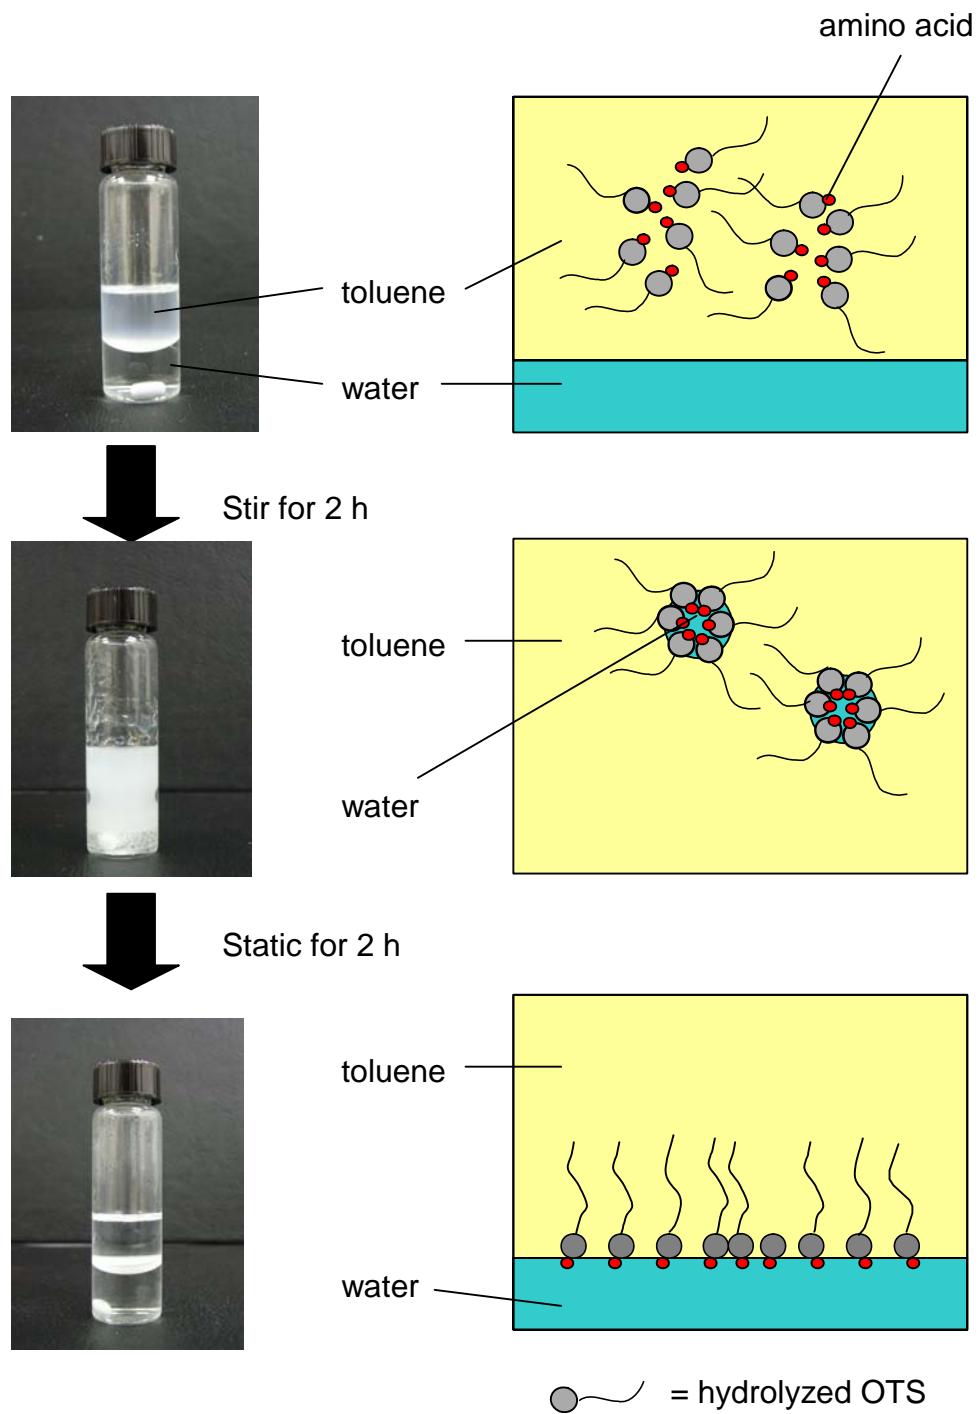 amino acid
toluene
water
Stir for 2 h
toluene
water
Static for 2 h
toluene
water
= hydrolyzed OTS